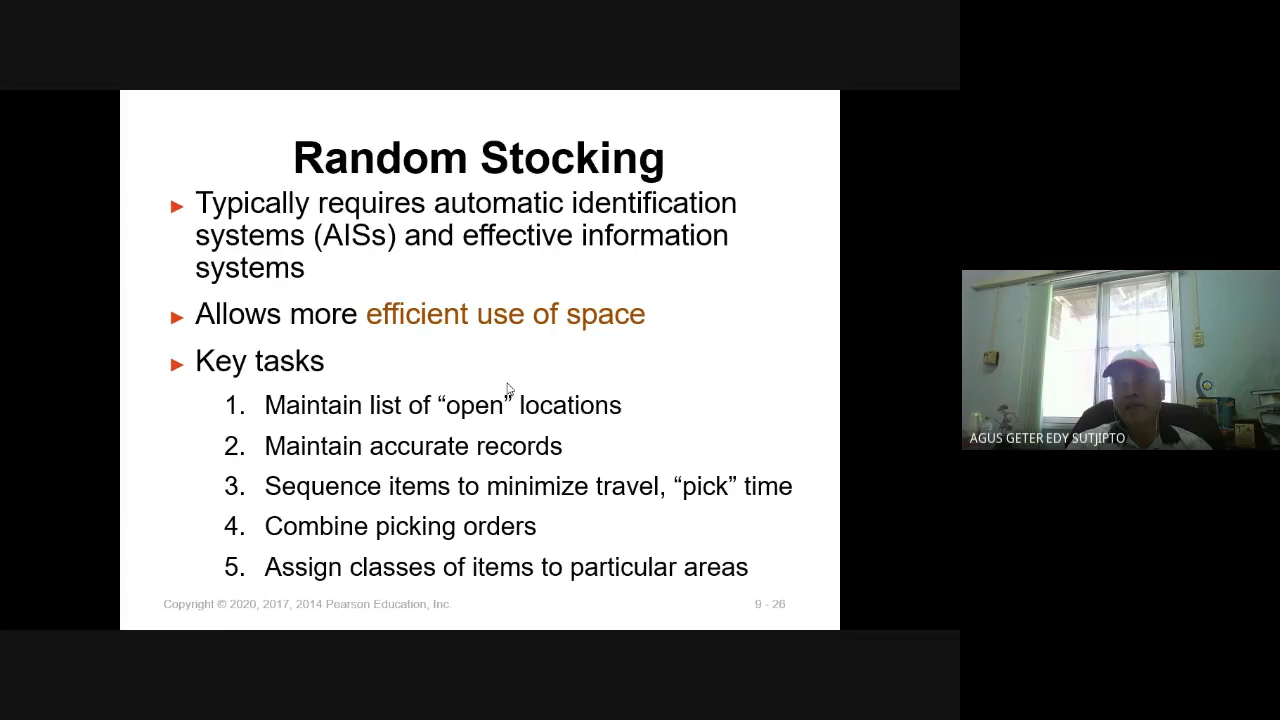 Random Stocking
► Typically requires automatic identification
systems (AISs) and effective information
systems
► Allows more efficient use of space
► Key tasks
1. Maintain list of “open” locations
2. Maintain accurate records
3. Sequence items to minimize travel, “pick” time
4. Combine picking orders
5. Assign classes of items to particular areas
Copyright © 2020, 2017, 2014 Pearson Education, Inc.
9 - 26
AGUS GETER EDY SUTJIPTO